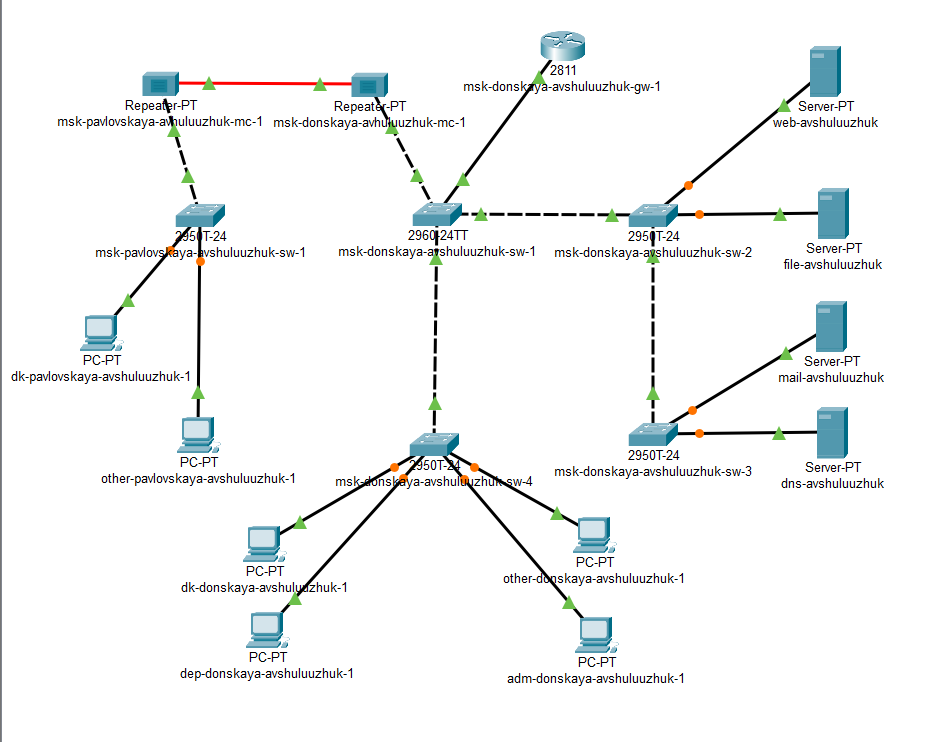 2811
msk-donskaya-avshuluuzhuk-gw-1
Repeater-PT
msk-pavlovskaya-avhuluuzhuk-mc-1
Repeater-PT
msk-donskaya-avhuluuzhuk-mc-1
Server-PT
web-avshuluuzhuk
2950T-24
msk-pavlovskaya-avshuluuzhuk-sw-1
2960-24TT
msk-donskaya-avshuluuzhuk-sw-1
2950T-24
msk-donskaya-avshuluuzhuk-sw-2
Server-PT
file-avshuluuzhuk
PC-PT
dk-pavlovskaya-avshuluuzhuk-1
Server-PT
mail-avshuluuzhuk
PC-PT
other-pavlovskaya-avshuluuzhuk-1
2950T-24
msk-donskaya-avshuluuzhuk-sw-4
2950T-24
msk-donskaya-avshuluuzhuk-sw-3
Server-PT
dns-avshuluuzhuk
PC-PT
dk-donskaya-avshuluuzhuk-1
PC-PT
other-donskaya-avshuluuzhuk-1
PC-PT
dep-donskaya-avshuluuzhuk-1
PC-PT
adm-donskaya-avshuluuzhuk-1